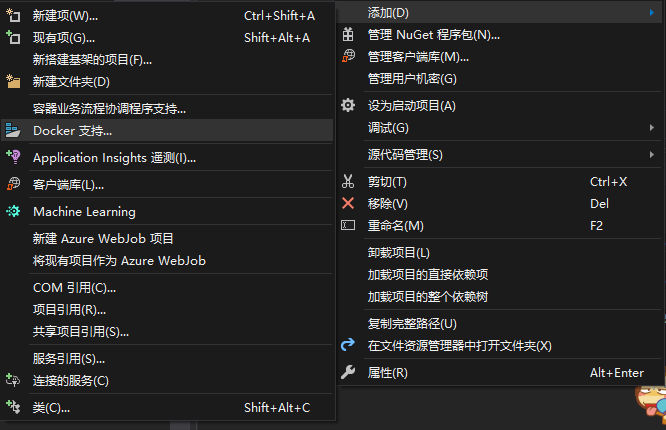 新建项(W)... Ctrl+Shift+A
现有项(G)... Shift+Alt+A
新搭建基架的项目(F)...
新建文件夹(D)
容器业务流程协调程序支持...
Docker 支持...
Application Insights 遥测(I)...
客户端库(L)...
Machine Learning
新建 Azure WebJob 项目
将现有项目作为 Azure WebJob
COM 引用(C)...
项目引用(R)...
共享项目引用(S)...
服务引用(S)...
连接的服务(C)
类(C)... Shift+Alt+C
添加(D)
管理 NuGet 程序包(N)...
管理客户端库(M)...
管理用户机密(G)
设为启动项目(A)
调试(G)
源代码管理(S)
剪切(T) Ctrl+X
移除(V) Del
重命名(M) F2
卸载项目(L)
加载项目的直接依赖项
加载项目的整个依赖树
复制完整路径(U)
在文件资源管理器中打开文件夹(X)
属性(R) Alt+Enter